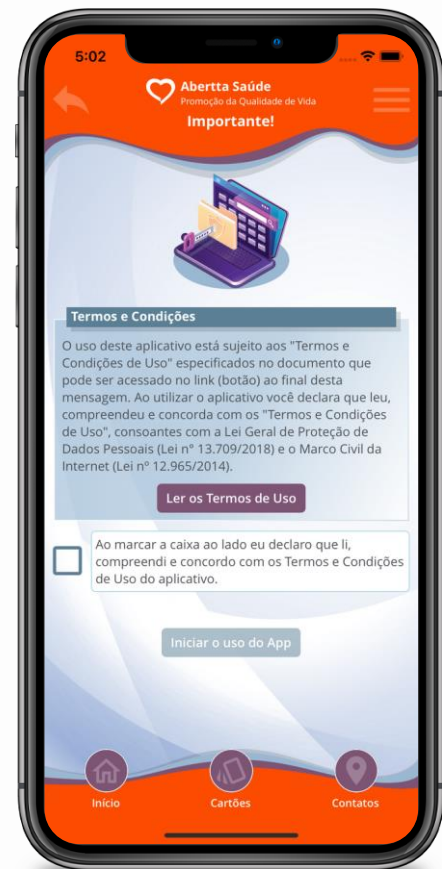 5:02
Abertta Saúde
Promoção da Qualidade de Vida
Importante!
Termos e Condições
O uso deste aplicativo está sujeito aos "Termos e
Condições de Uso" especificados no documento que
pode ser acessado no link (botão) ao final desta
mensagem. Ao utilizar o aplicativo você declara que leu,
compreendeu e concorda com os "Termos e Condições
de Uso", consoantes com a Lei Geral de Proteção de
Dados Pessoais (Lei n° 13.709/2018) e o Marco Civil da
Internet (Lei nº 12.965/2014).
Ler os Termos de Uso
Ao marcar a caixa ao lado eu declaro que li,
compreendi e concordo com os Termos e Condições
de Uso do aplicativo.
Iniciar o uso do App
Início
Cartões
Contatos